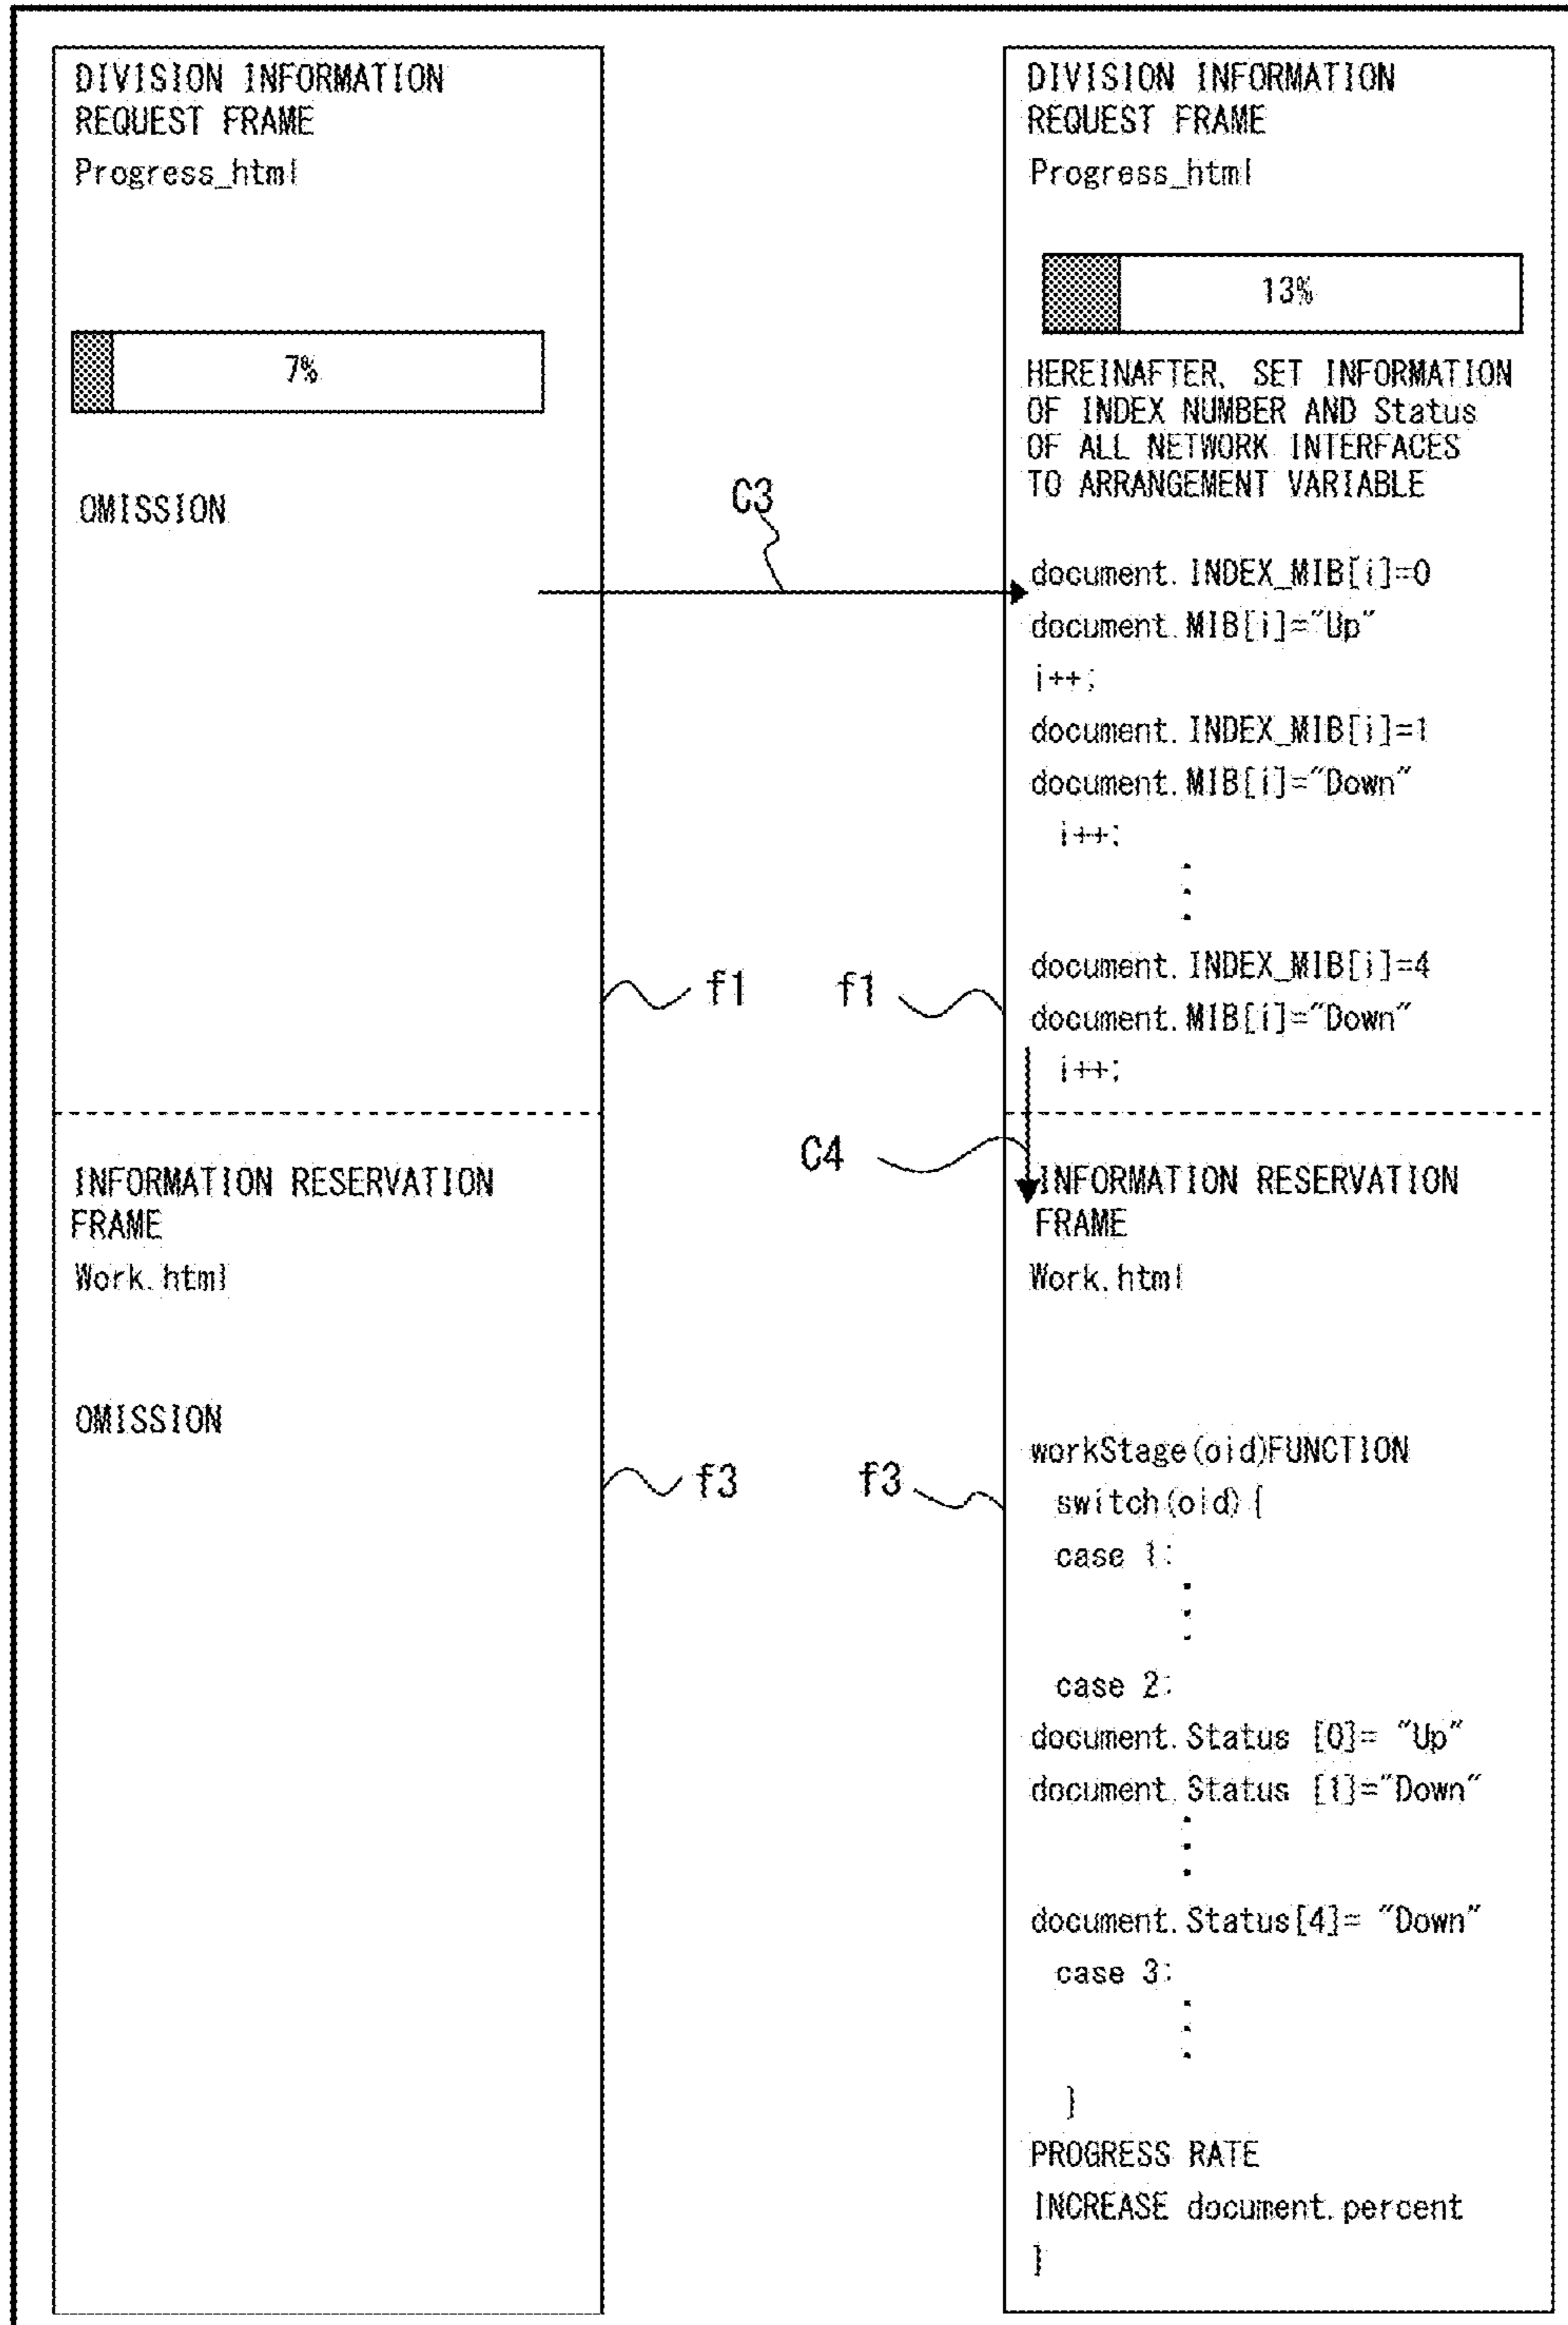 DIVISION INFORMATION
REQUEST FRAME
Progress_html
7%
OMISSION
f1
INFORMATION RESERVATION
FRAME
Work.html
OMISSION
f3
C3
DIVISION INFORMATION
REQUEST FRAME
Progress_html
13%
HEREINAFTER, SET INFORMATION
OF INDEX NUMBER AND Status
OF ALL NETWORK INTERFACES
TO ARRANGEMENT VARIABLE
document.INDEX_MIB[i]=0
document.MIB[i]="Up"
i++;
document.INDEX_MIB[i]=1
document.MIB[i]="Down"
i++;
document.INDEX_MIB[i]=4
f1
document.MIB[i]="Down"
i++;
C4
INFORMATION RESERVATION
FRAME
Work.html
workStage(oid)FUNCTION
f3
switch(oid){
case 1:
case 2:
document.Status [0]= "Up"
document.Status [1]="Down"
document.Status[4]= "Down"
case 3:
}
PROGRESS RATE
INCREASE document.percent
}